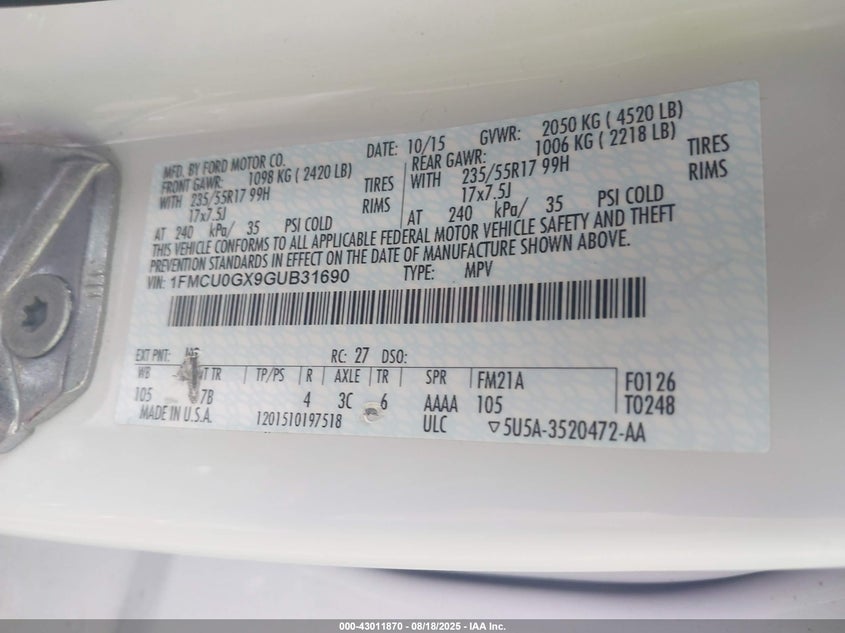 MFD. BY FORD MOTOR CO.
DATE: 10/15 GVWR: 2050 KG ( 4520 LB)
FRONT GAWR: 1098 KG ( 2420 LB)
REAR GAWR: 1006 KG ( 2218 LB)
WITH 235/55R17 99H TIRES
WITH 235/55R17 99H TIRES
17x7.5J RIMS
17x7.5J RIMS
AT 240 kPa/ 35 PSI COLD
AT 240 kPa/ 35 PSI COLD
THIS VEHICLE CONFORMS TO ALL APPLICABLE FEDERAL MOTOR VEHICLE SAFETY AND THEFT
PREVENTION STANDARDS IN EFFECT ON THE DATE OF MANUFACTURE SHOWN ABOVE.
VIN: 1FMCU0GX9GUB31690 TYPE: MPV
EXT PNT: RC: 27 DSO:
WB TR TP/PS R AXLE TR SPR FM21A F0126
105 7B 4 3C 6 AAAA 105 T0248
MADE IN U.S.A. 1201510197518 ULC ▽5U5A-3520472-AA
000-43011870 | 08/18/2025 - IAA Inc.